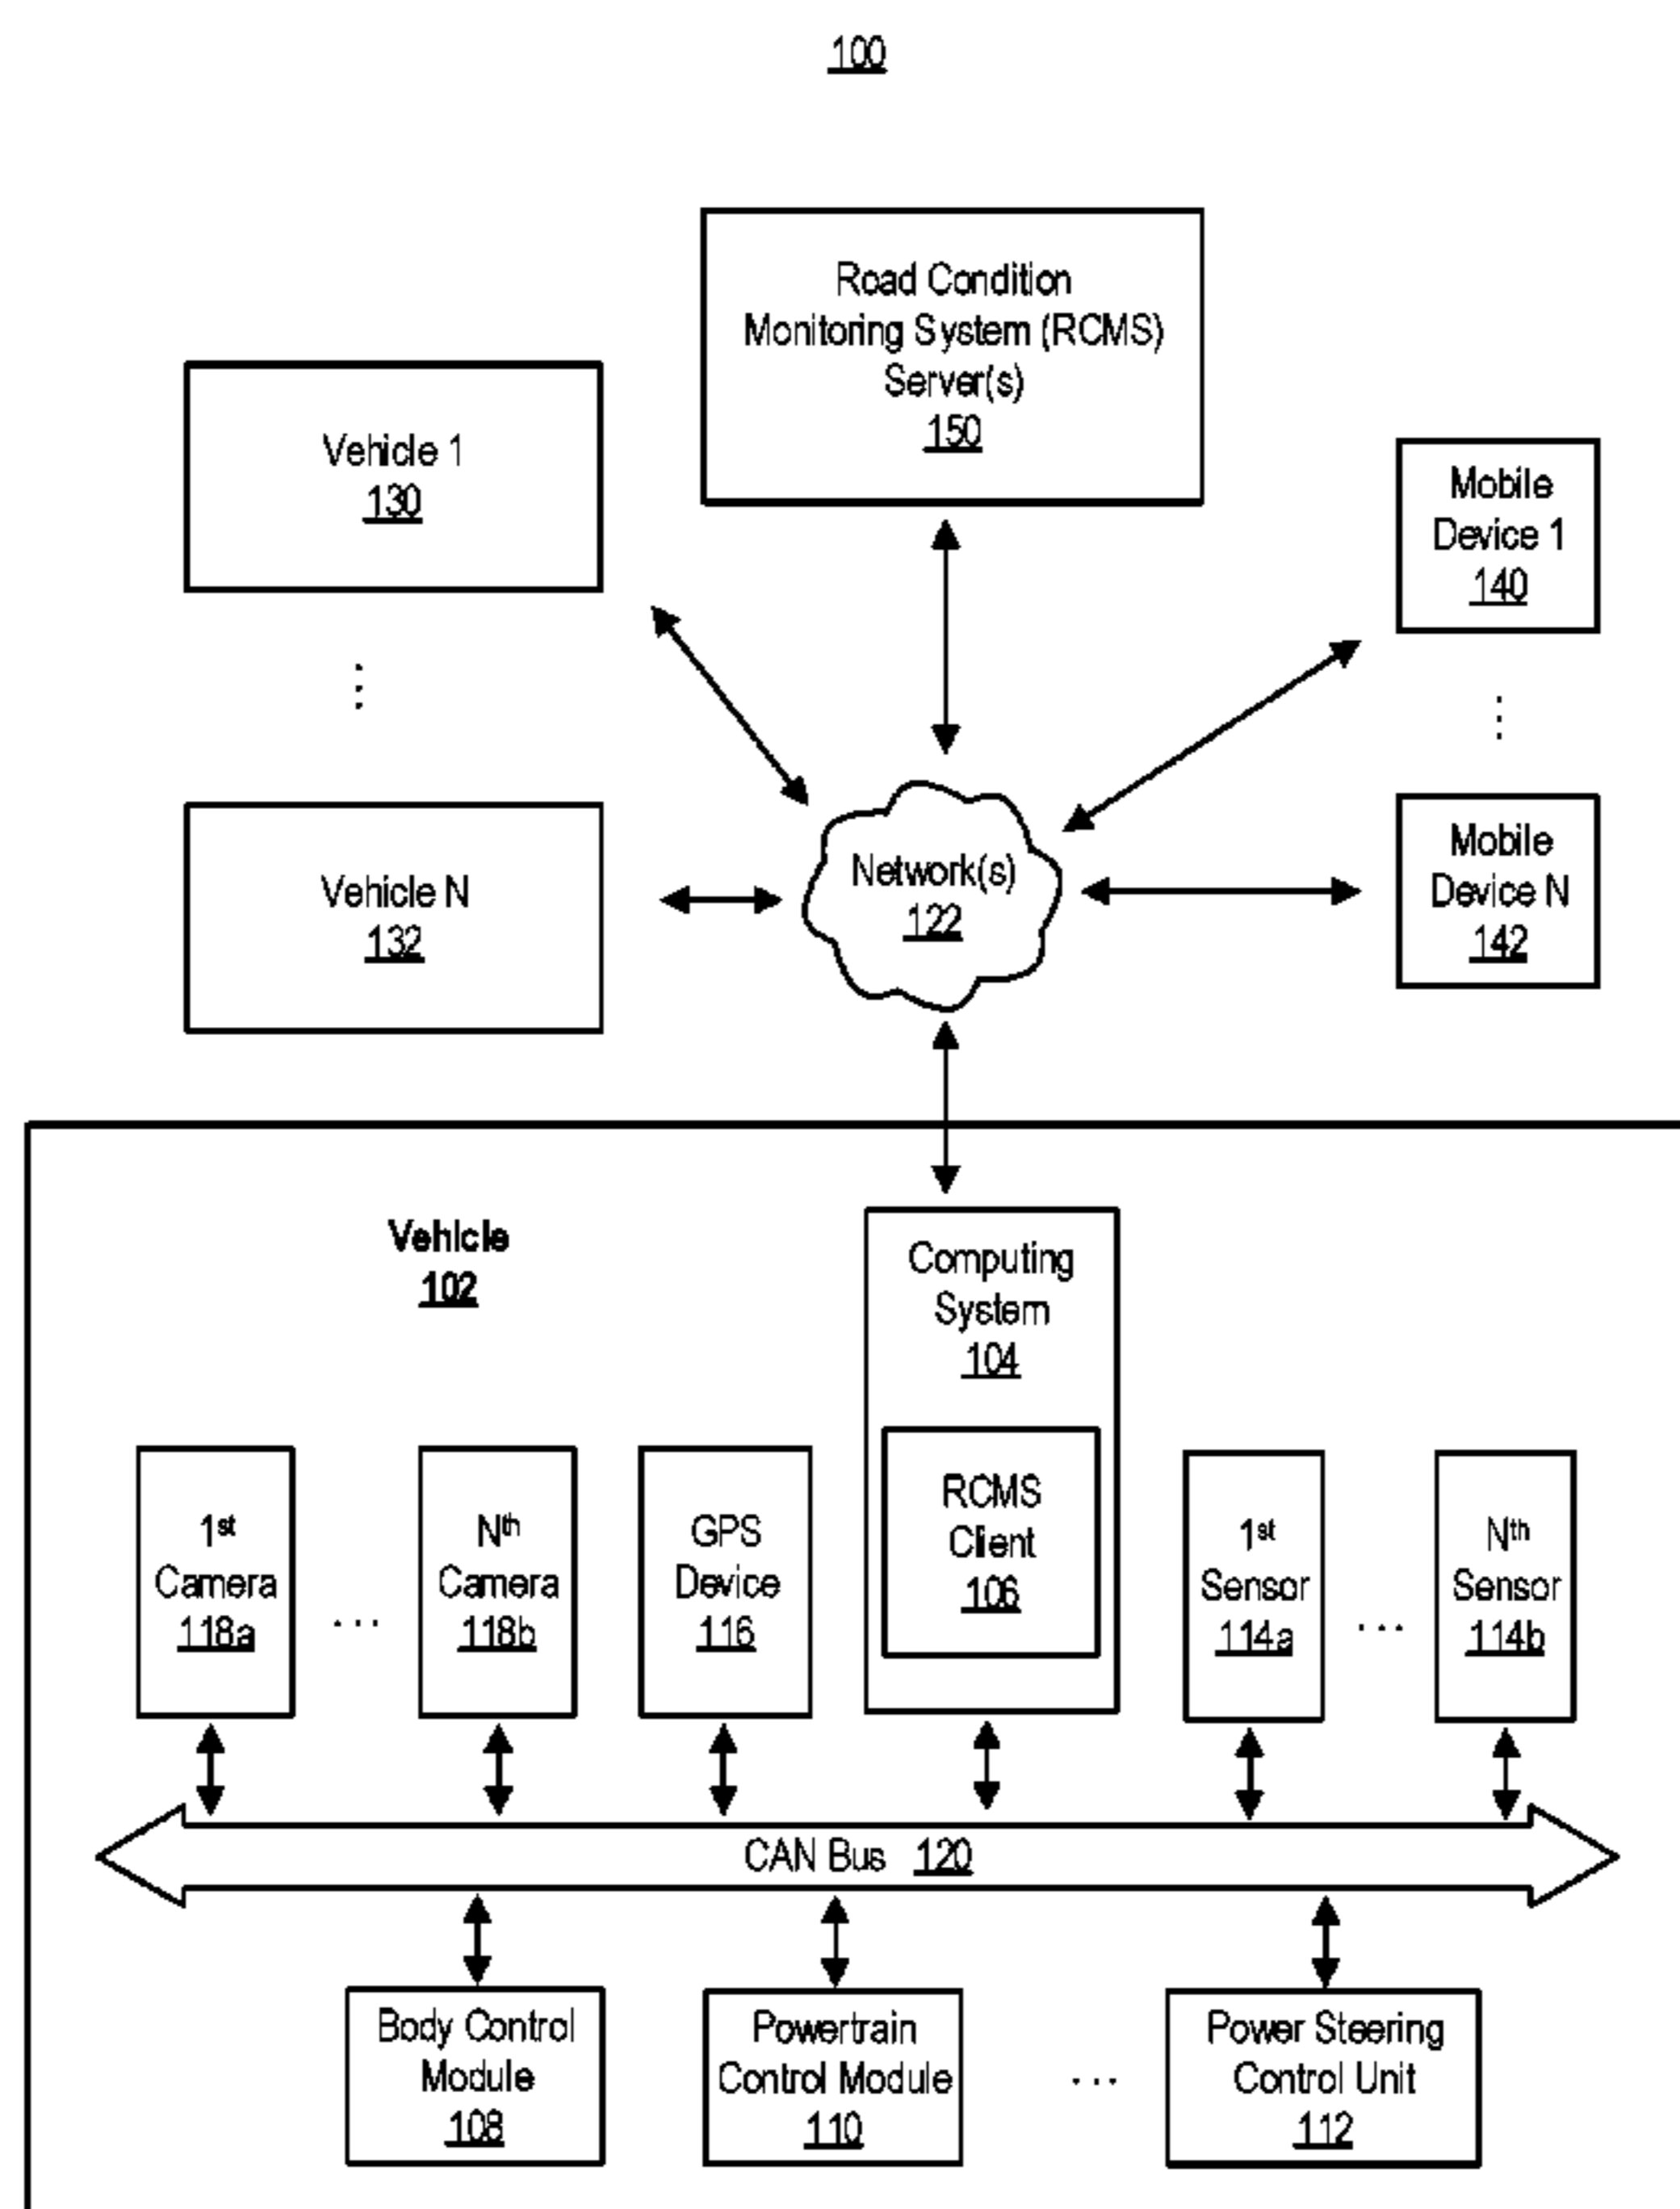 100
Road Condition
Monitoring System (RCMS)
Server(s)
150
Vehicle 1
130
Mobile
Device 1
140
Vehicle N
132
Network(s)
122
Mobile
Device N
142
Vehicle
102
Computing
System
104
RCMS
Client
106
1st
Camera
118a
...
Nth
Camera
118b
GPS
Device
116
1st
Sensor
114a
...
Nth
Sensor
114b
CAN Bus 120
Body Control
Module
108
Powertrain
Control Module
110
...
Power Steering
Control Unit
112